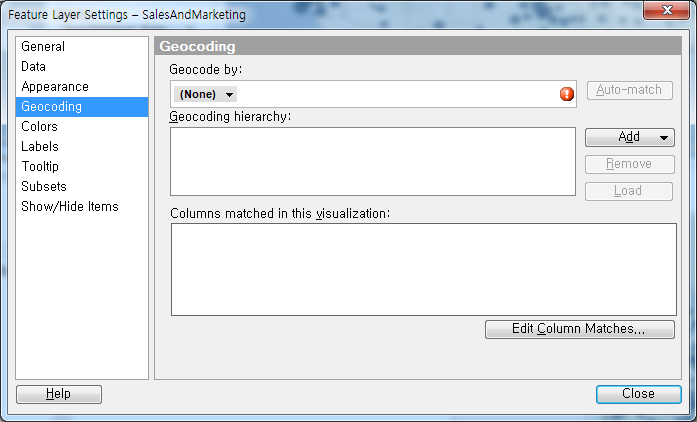 Feature Layer Settings – SalesAndMarketing
General
Data
Appearance
Geocoding
Colors
Labels
Tooltip
Subsets
Show/Hide Items
Geocoding
Geocode by:
(None)
Auto-match
Geocoding hierarchy:
Add
Remove
Load
Columns matched in this visualization:
Edit Column Matches...
Help
Close